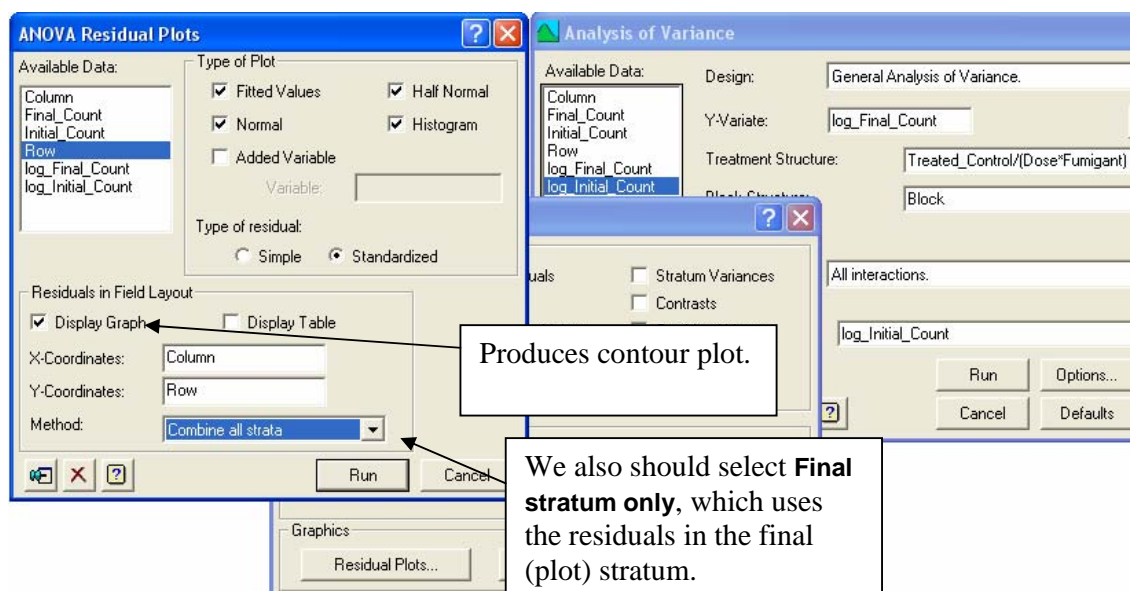 ANOVA Residual Plots
Available Data:
Column
Final_Count
Initial_Count
Row
log_Final_Count
log_Initial_Count
Type of Plot
Fitted Values
Half Normal
Normal
Histogram
Added Variable
Variable:
Type of residual:
Simple
Standardized
Residuals in Field Layout
Display Graph
Display Table
X-Coordinates:
Column
Y-Coordinates:
Row
Method:
Combine all strata
Run
Cancel
Analysis of Variance
Available Data:
Column
Final_Count
Initial_Count
Row
log_Final_Count
log_Initial_Count
Design:
General Analysis of Variance.
Y-Variate:
log_Final_Count
Treatment Structure:
Treated_Control/(Dose*Fumigant)
Block
All interactions.
log_Initial_Count
Run
Options...
Cancel
Defaults
Stratum Variances
Contrasts
Produces contour plot.
We also should select Final
stratum only, which uses
the residuals in the final
(plot) stratum.
Graphics
Residual Plots...